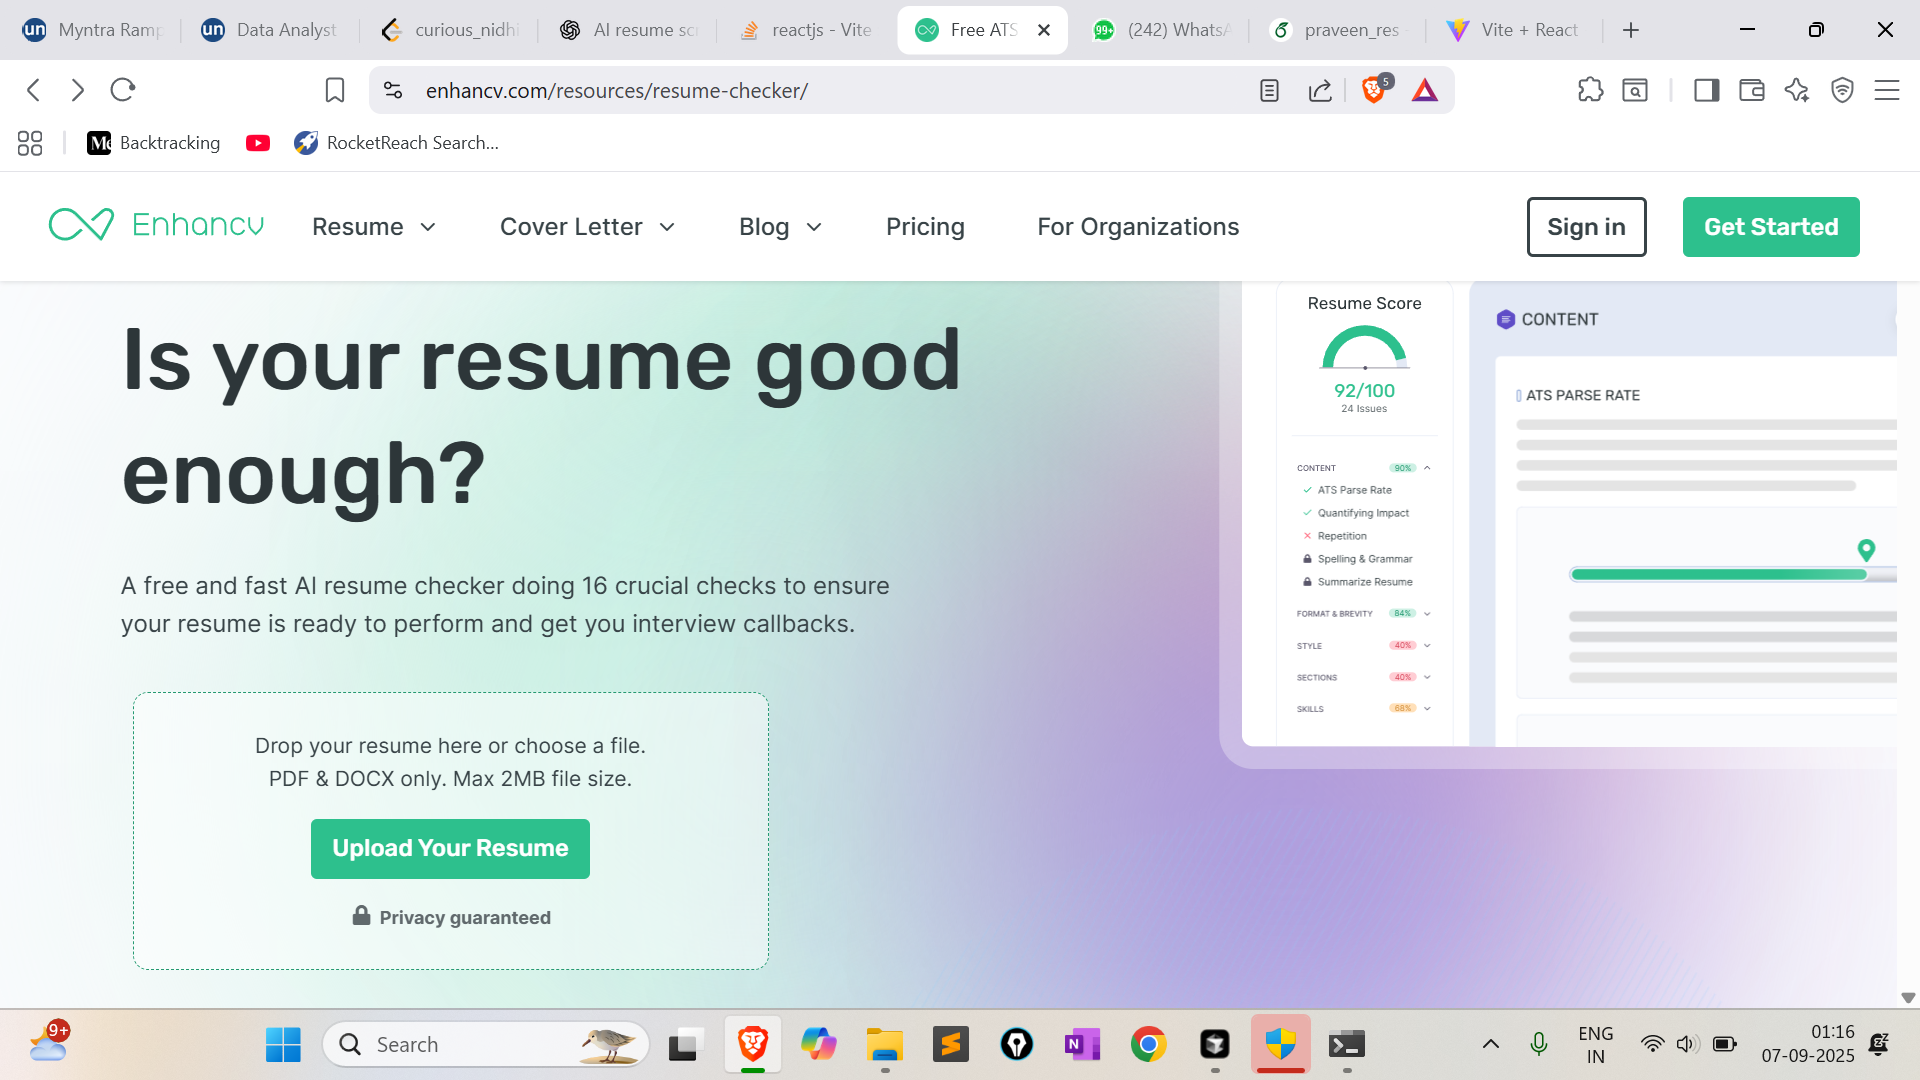 un Myntra Ramp
un Data Analyst
curious_nidhi
AI resume scr
reactjs - Vite
Free ATS
99+ (242) WhatsA
praveen_res
Vite + React
enhancv.com/resources/resume-checker/
5
Backtracking
RocketReach Search...
Enhancv
Resume
Cover Letter
Blog
Pricing
For Organizations
Sign in
Get Started
Is your resume good
enough?
A free and fast AI resume checker doing 16 crucial checks to ensure
your resume is ready to perform and get you interview callbacks.
Drop your resume here or choose a file.
PDF & DOCX only. Max 2MB file size.
Upload Your Resume
Privacy guaranteed
Resume Score
92/100
24 Issues
CONTENT 90%
ATS Parse Rate
Quantifying Impact
Repetition
Spelling & Grammar
Summarize Resume
FORMAT & BREVITY 84%
STYLE 40%
SECTIONS 40%
SKILLS 68%
CONTENT
ATS PARSE RATE
9+
Search
ENG
IN
01:16
07-09-2025